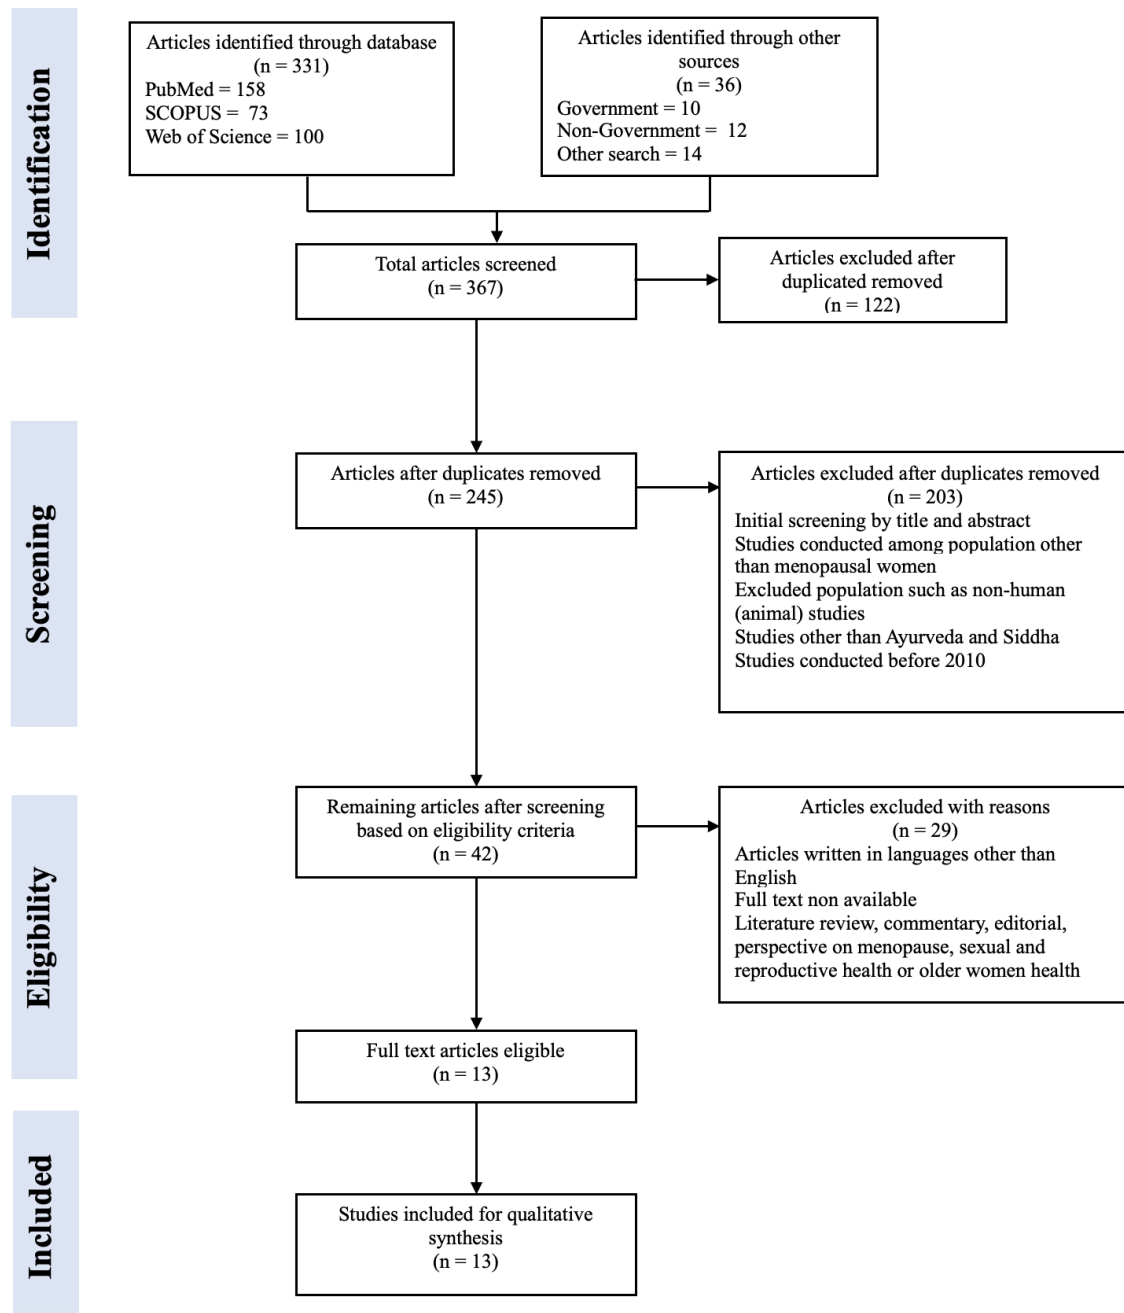 Identification
Articles identified through database
(n = 331)
PubMed = 158
SCOPUS = 73
Web of Science = 100
Articles identified through other
sources
(n = 36)
Government = 10
Non-Government = 12
Other search = 14
Total articles screened
(n = 367)
Articles excluded after
duplicated removed
(n = 122)
Screening
Articles after duplicates removed
(n = 245)
Articles excluded after duplicates removed
(n = 203)
Initial screening by title and abstract
Studies conducted among population other
than menopausal women
Excluded population such as non-human
(animal) studies
Studies other than Ayurveda and Siddha
Studies conducted before 2010
Eligibility
Remaining articles after screening
based on eligibility criteria
(n = 42)
Articles excluded with reasons
(n = 29)
Articles written in languages other than
English
Full text non available
Literature review, commentary, editorial,
perspective on menopause, sexual and
reproductive health or older women health
Full text articles eligible
(n = 13)
Included
Studies included for qualitative
synthesis
(n = 13)